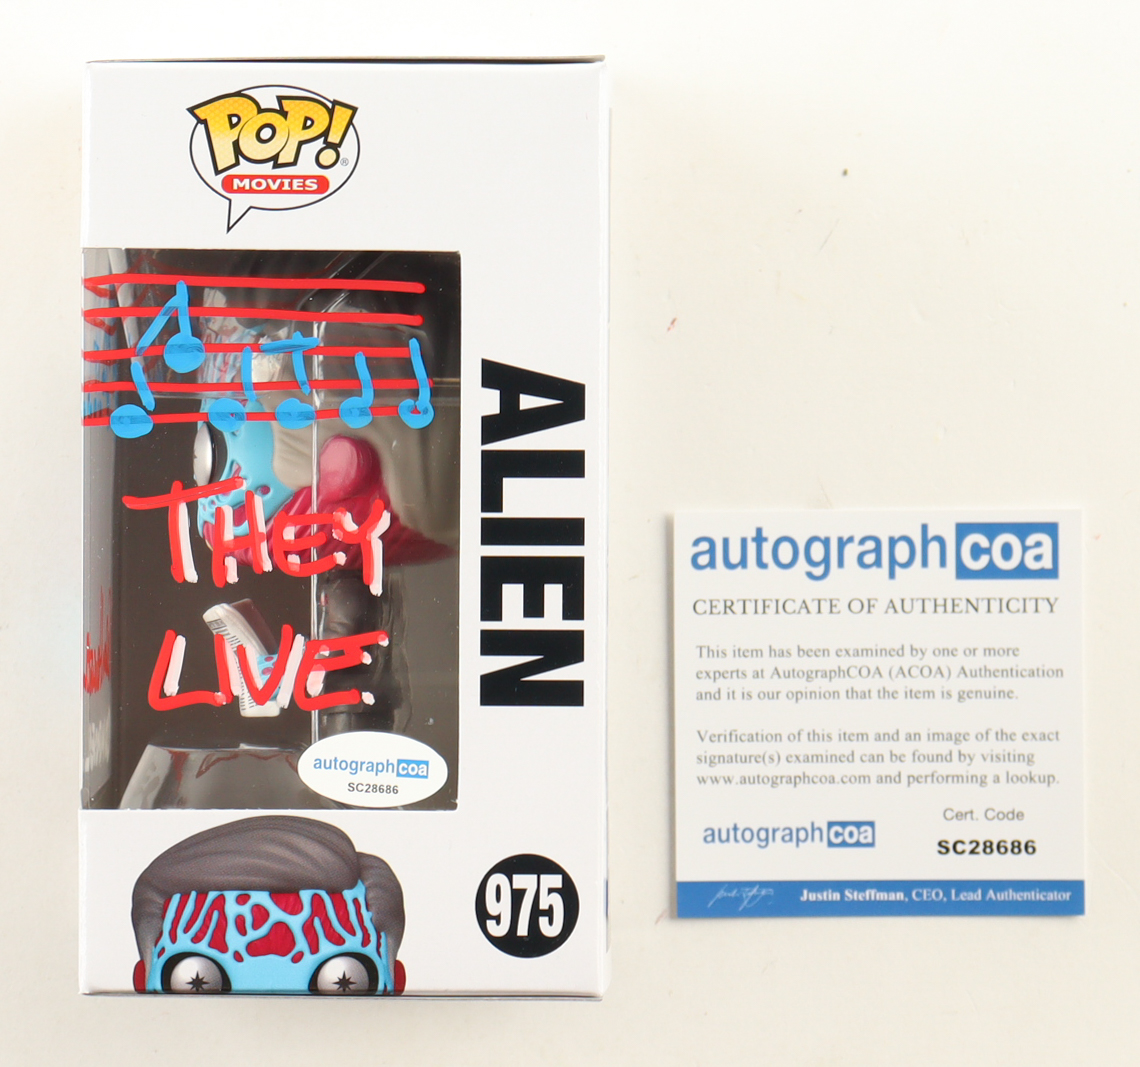 POP!
®
MOVIES
ALIEN
THEY
LIVE
autographcoa
SC28686
975
autographcoa
CERTIFICATE OF AUTHENTICITY
This item has been examined by one or more
experts at AutographCOA (ACOA) Authentication
and it is our opinion that the item is genuine.
Verification of this item and an image of the exact
signature(s) examined can be found by visiting
www.autographcoa.com and performing a lookup.
Cert. Code
autographcoa
SC28686
Justin Steffman, CEO, Lead Authenticator